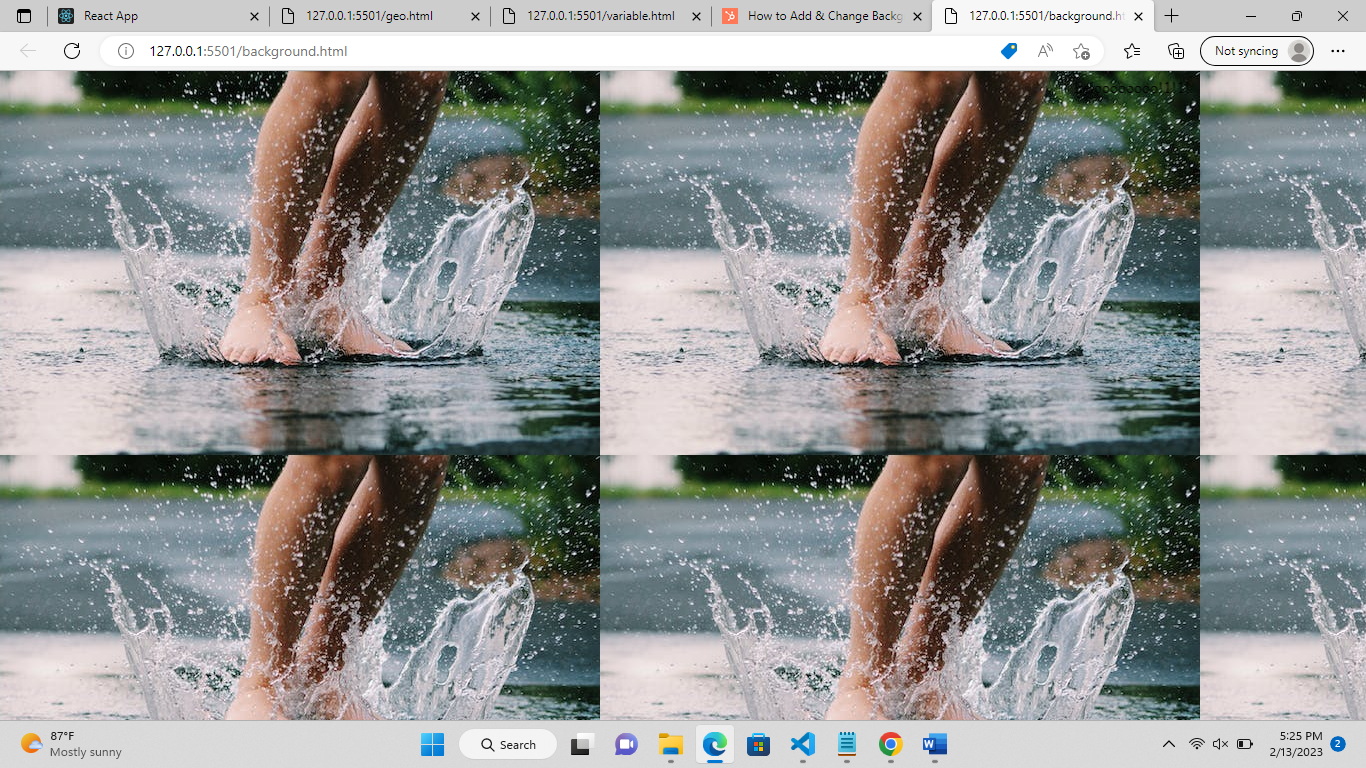 React App
127.0.0.1:5501/geo.html
127.0.0.1:5501/variable.html
How to Add & Change Backg
127.0.0.1:5501/background.ht
127.0.0.1:5501/background.html
Not syncing
87°F
Mostly sunny
Search
5:25 PM
2/13/2023
2